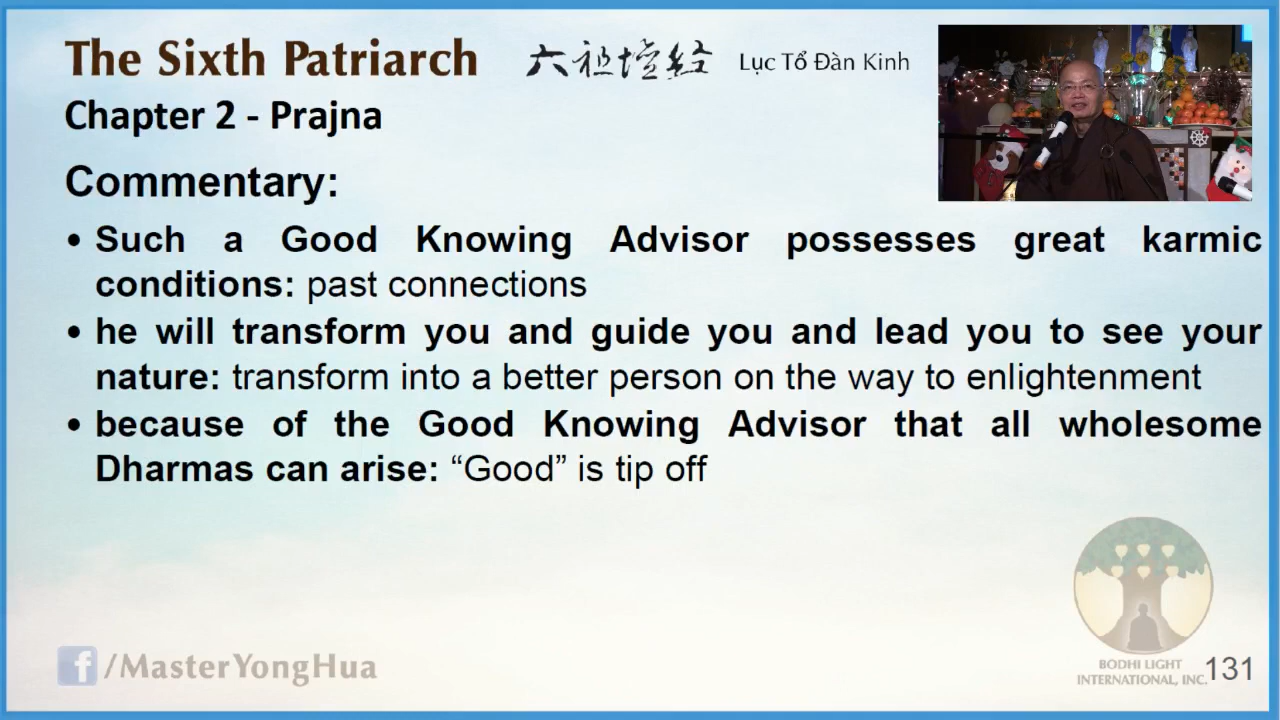 The Sixth Patriarch 六祖壇经 Lục Tổ Đàn Kinh
Chapter 2 - Prajna
Commentary:
• Such a Good Knowing Advisor possesses great karmic
conditions: past connections
• he will transform you and guide you and lead you to see your
nature: transform into a better person on the way to enlightenment
• because of the Good Knowing Advisor that all wholesome
Dharmas can arise: “Good” is tip off
f /MasterYongHua
BODHI LIGHT
INTERNATIONAL, INC.
131